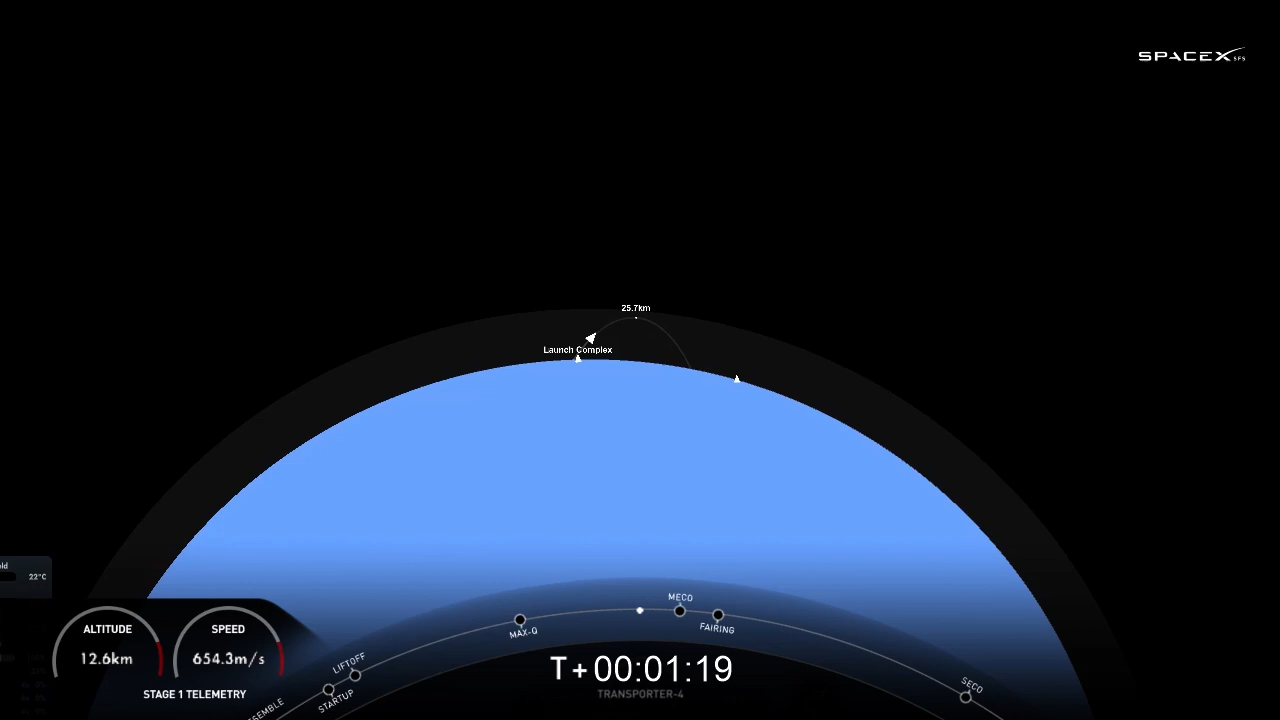 SPACEX SFS
25.7km
Launch Complex
22°C
ALTITUDE
12.6km
SPEED
654.3m/s
STAGE 1 TELEMETRY
STARTUP
LIFTOFF
MAX-Q
MECO
FAIRING
SECO
T+00:01:19
TRANSPORTER-4